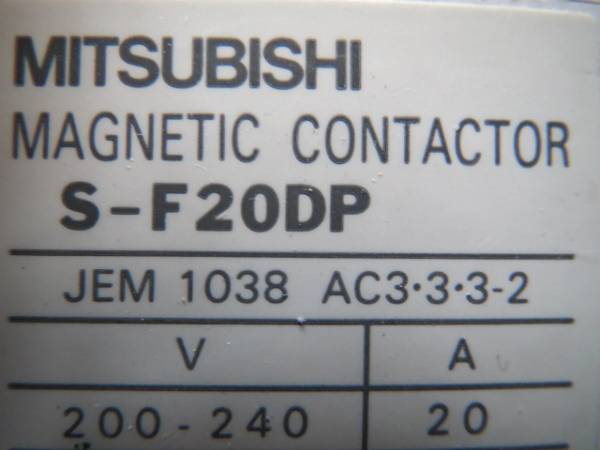 MITSUBISHI
MAGNETIC CONTACTOR
S-F20DP
JEM 1038 AC3·3·3-2
V A
200-240 20